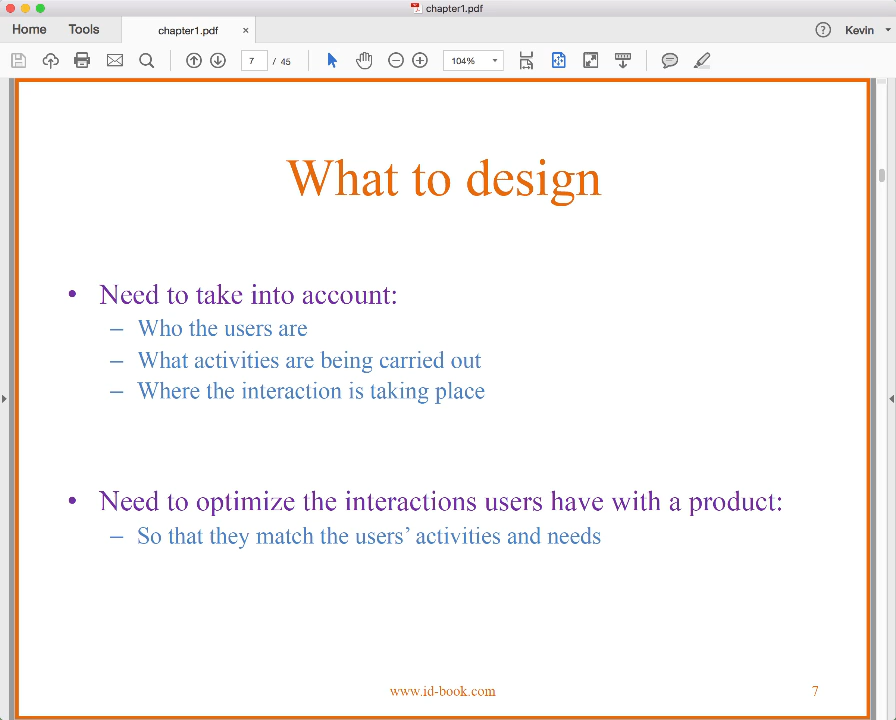 chapter1.pdf
Home Tools chapter1.pdf × ? Kevin
7 / 45 104%
What to design
• Need to take into account:
– Who the users are
– What activities are being carried out
– Where the interaction is taking place
• Need to optimize the interactions users have with a product:
– So that they match the users’ activities and needs
www.id-book.com 7